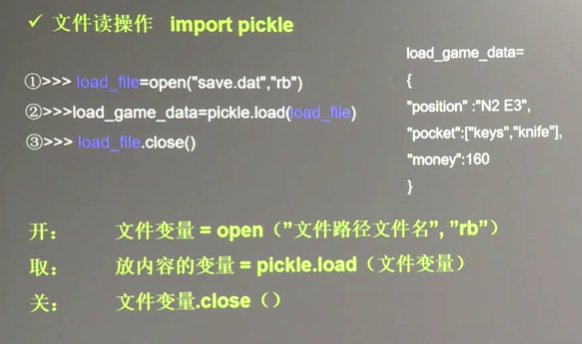 ✓ 文件读操作 import pickle
①>>> load_file=open("save.dat","rb")
②>>>load_game_data=pickle.load(load_file)
③>>> load_file.close()
load_game_data=
{
"position" :"N2 E3",
"pocket":["keys","knife"],
"money":160
}
开： 文件变量 = open（”文件路径文件名”, ”rb”）
取： 放内容的变量 = pickle.load（文件变量）
关： 文件变量.close（）